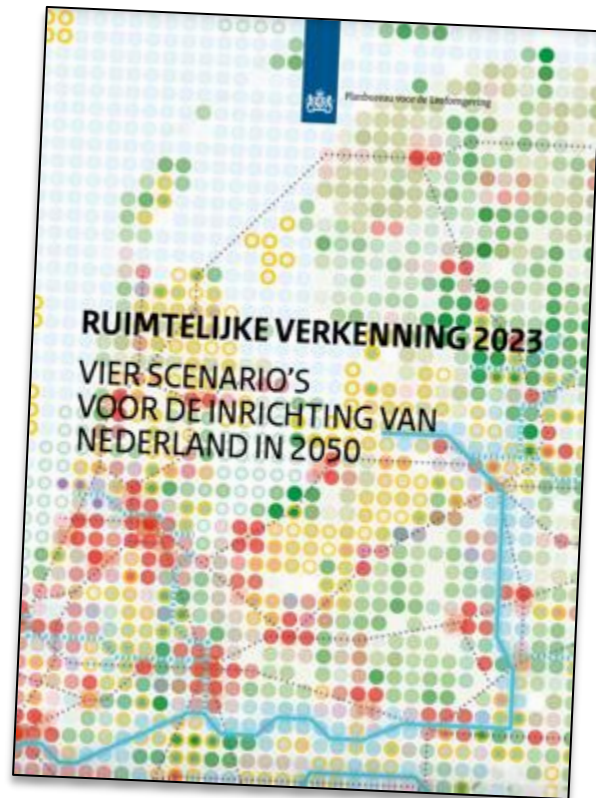 Planbureau voor de Leefomgeving
RUIMTELIJKE VERKENNING 2023
VIER SCENARIO'S
VOOR DE INRICHTING VAN
NEDERLAND IN 2050